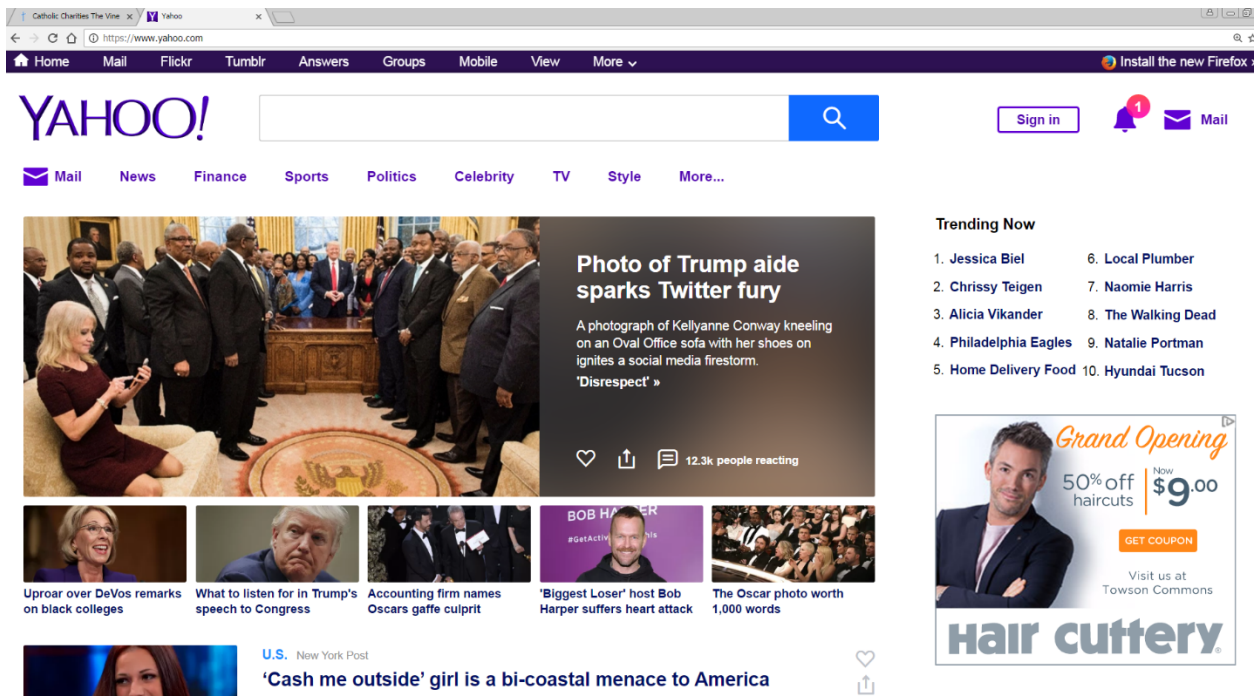 Catholic Charities The Vine
Yahoo
https://www.yahoo.com
Home Mail Flickr Tumblr Answers Groups Mobile View More
Install the new Firefox »
YAHOO!
Sign in
1
Mail
Mail News Finance Sports Politics Celebrity TV Style More...
Photo of Trump aide
sparks Twitter fury
A photograph of Kellyanne Conway kneeling
on an Oval Office sofa with her shoes on
ignites a social media firestorm.
'Disrespect' »
12.3k people reacting
Trending Now
1. Jessica Biel
2. Chrissy Teigen
3. Alicia Vikander
4. Philadelphia Eagles
5. Home Delivery Food
6. Local Plumber
7. Naomie Harris
8. The Walking Dead
9. Natalie Portman
10. Hyundai Tucson
Grand Opening
50% off
haircuts
Now
$9.00
GET COUPON
Visit us at
Towson Commons
Hair cuttery
BOB HARPER
Uproar over DeVos remarks
on black colleges
What to listen for in Trump's
speech to Congress
Accounting firm names
Oscars gaffe culprit
'Biggest Loser' host Bob
Harper suffers heart attack
The Oscar photo worth
1,000 words
U.S. New York Post
‘Cash me outside’ girl is a bi-coastal menace to America